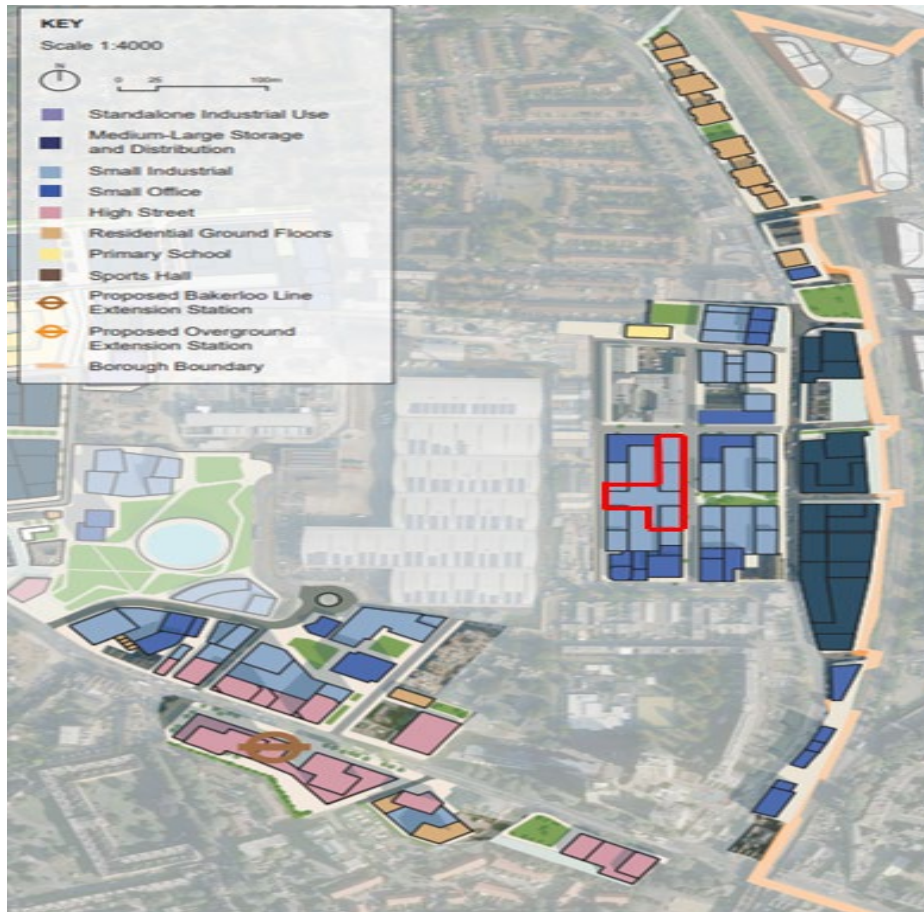 KEY
Scale 1:4000
N
0 25 100m
Standalone Industrial Use
Medium-Large Storage
and Distribution
Small Industrial
Small Office
High Street
Residential Ground Floors
Primary School
Sports Hall
Proposed Bakerloo Line
Extension Station
Proposed Overground
Extension Station
Borough Boundary